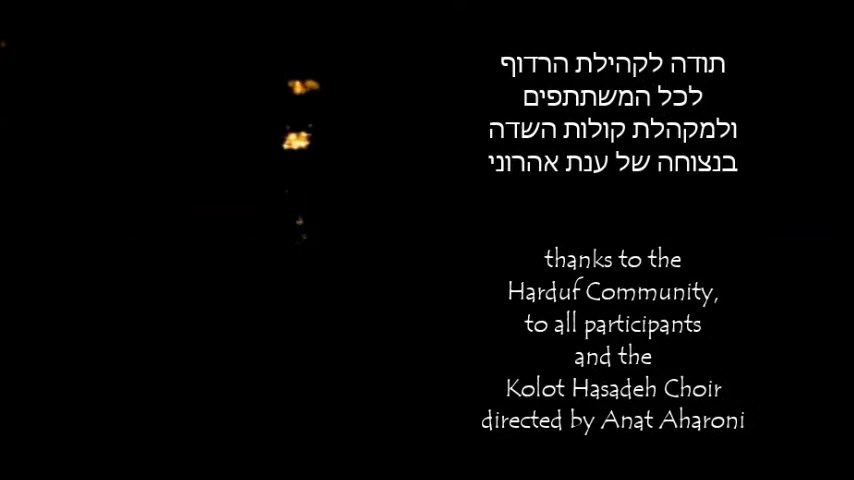 תודה לקהילת הרדוף
לכל המשתתפים
ולמקהלת קולות השדה
בנצוחה של ענת אהרוני
thanks to the
Harduf Community,
to all participants
and the
Kolot Hasadeh Choir
directed by Anat Aharoni